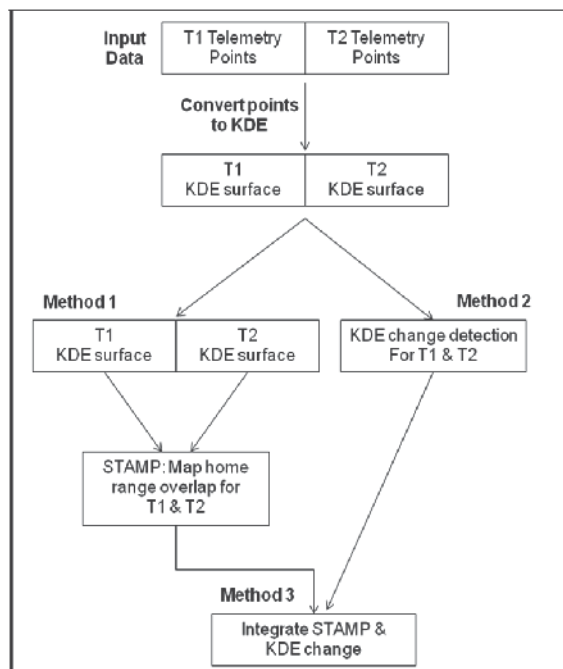 Input
Data
T1 Telemetry
Points
T2 Telemetry
Points
Convert points
to KDE
T1
KDE surface
T2
KDE surface
Method 1
Method 2
T1
KDE surface
T2
KDE surface
KDE change detection
For T1 & T2
STAMP: Map home
range overlap for
T1 & T2
Method 3
Integrate STAMP &
KDE change